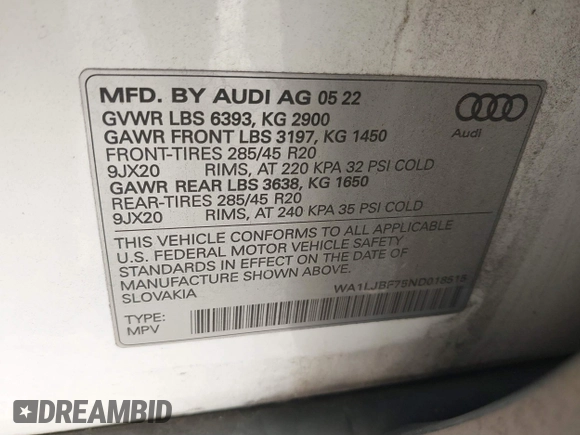 MFD. BY AUDI AG 05 22
GVWR LBS 6393, KG 2900
GAWR FRONT LBS 3197, KG 1450
FRONT-TIRES 285/45 R20
9JX20 RIMS, AT 220 KPA 32 PSI COLD
GAWR REAR LBS 3638, KG 1650
REAR-TIRES 285/45 R20
9JX20 RIMS, AT 240 KPA 35 PSI COLD
Audi
THIS VEHICLE CONFORMS TO ALL APPLICABLE
U.S. FEDERAL MOTOR VEHICLE SAFETY
STANDARDS IN EFFECT ON THE DATE OF
MANUFACTURE SHOWN ABOVE.
SLOVAKIA
TYPE:
MPV
DREAMBID